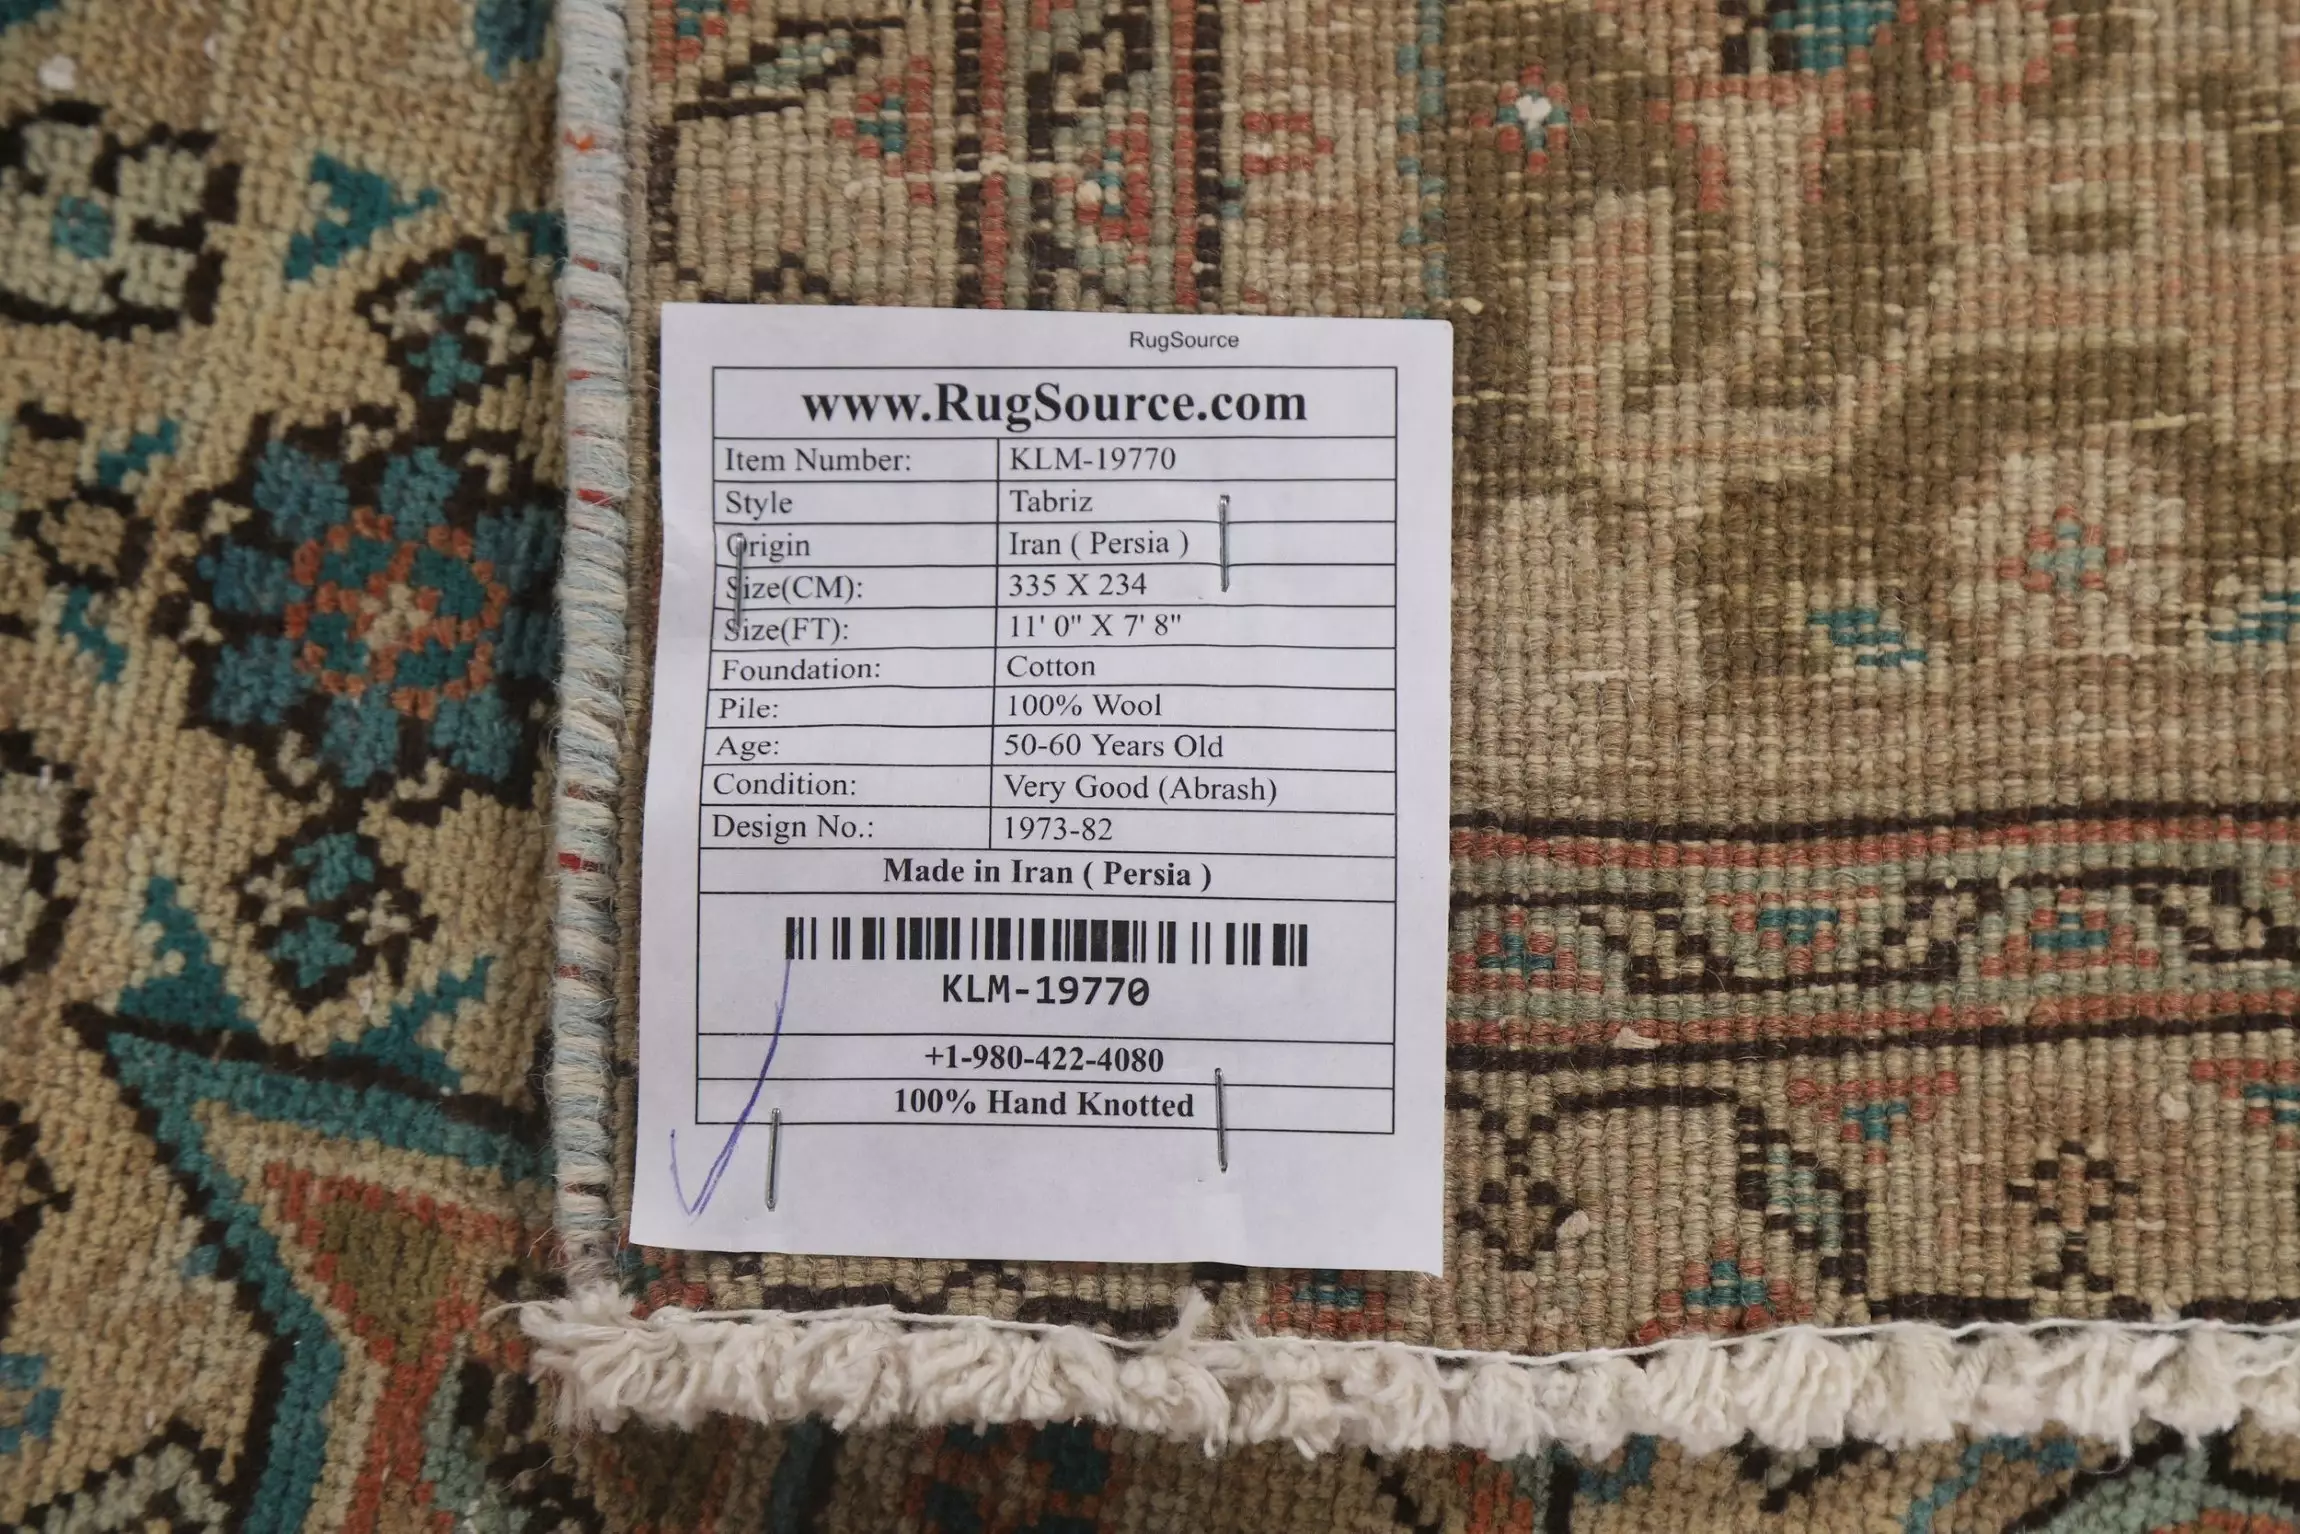 RugSource
www.RugSource.com
Item Number: KLM-19770
Style Tabriz
Origin Iran ( Persia )
Size(CM): 335 X 234
Size(FT): 11' 0" X 7' 8"
Foundation: Cotton
Pile: 100% Wool
Age: 50-60 Years Old
Condition: Very Good (Abrash)
Design No.: 1973-82
Made in Iran ( Persia )
KLM-19770
+1-980-422-4080
100% Hand Knotted